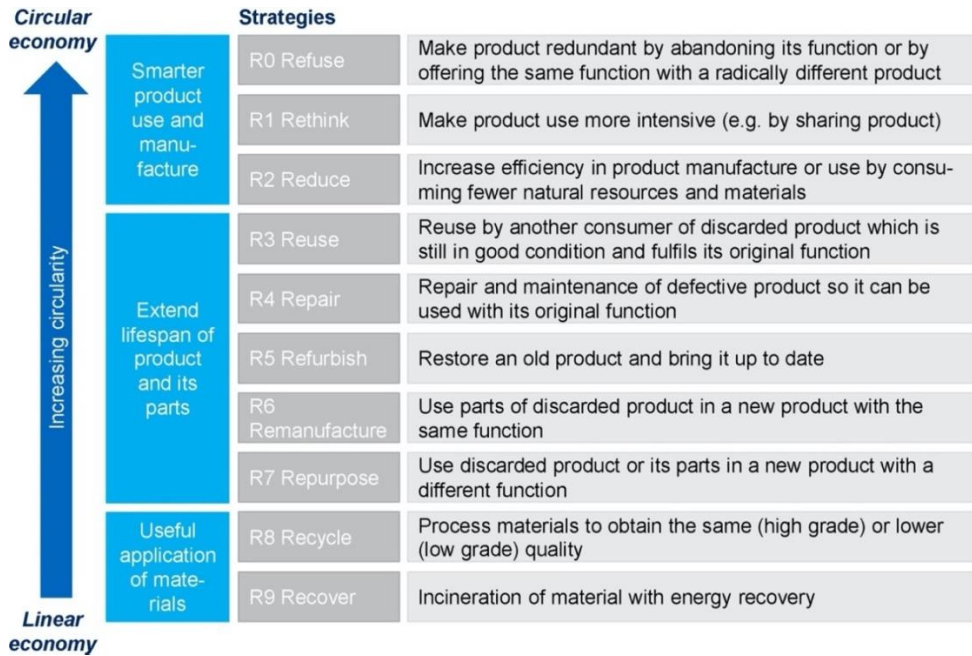 Circular
economy
Strategies
Increasing circularity
Linear
economy
Smarter
product
use and
manu-
facture
R0 Refuse
Make product redundant by abandoning its function or by
offering the same function with a radically different product
R1 Rethink
Make product use more intensive (e.g. by sharing product)
R2 Reduce
Increase efficiency in product manufacture or use by consu-
ming fewer natural resources and materials
Extend
lifespan of
product
and its
parts
R3 Reuse
Reuse by another consumer of discarded product which is
still in good condition and fulfils its original function
R4 Repair
Repair and maintenance of defective product so it can be
used with its original function
R5 Refurbish
Restore an old product and bring it up to date
R6
Remanufacture
Use parts of discarded product in a new product with the
same function
R7 Repurpose
Use discarded product or its parts in a new product with a
different function
Useful
application
of mate-
rials
R8 Recycle
Process materials to obtain the same (high grade) or lower
(low grade) quality
R9 Recover
Incineration of material with energy recovery